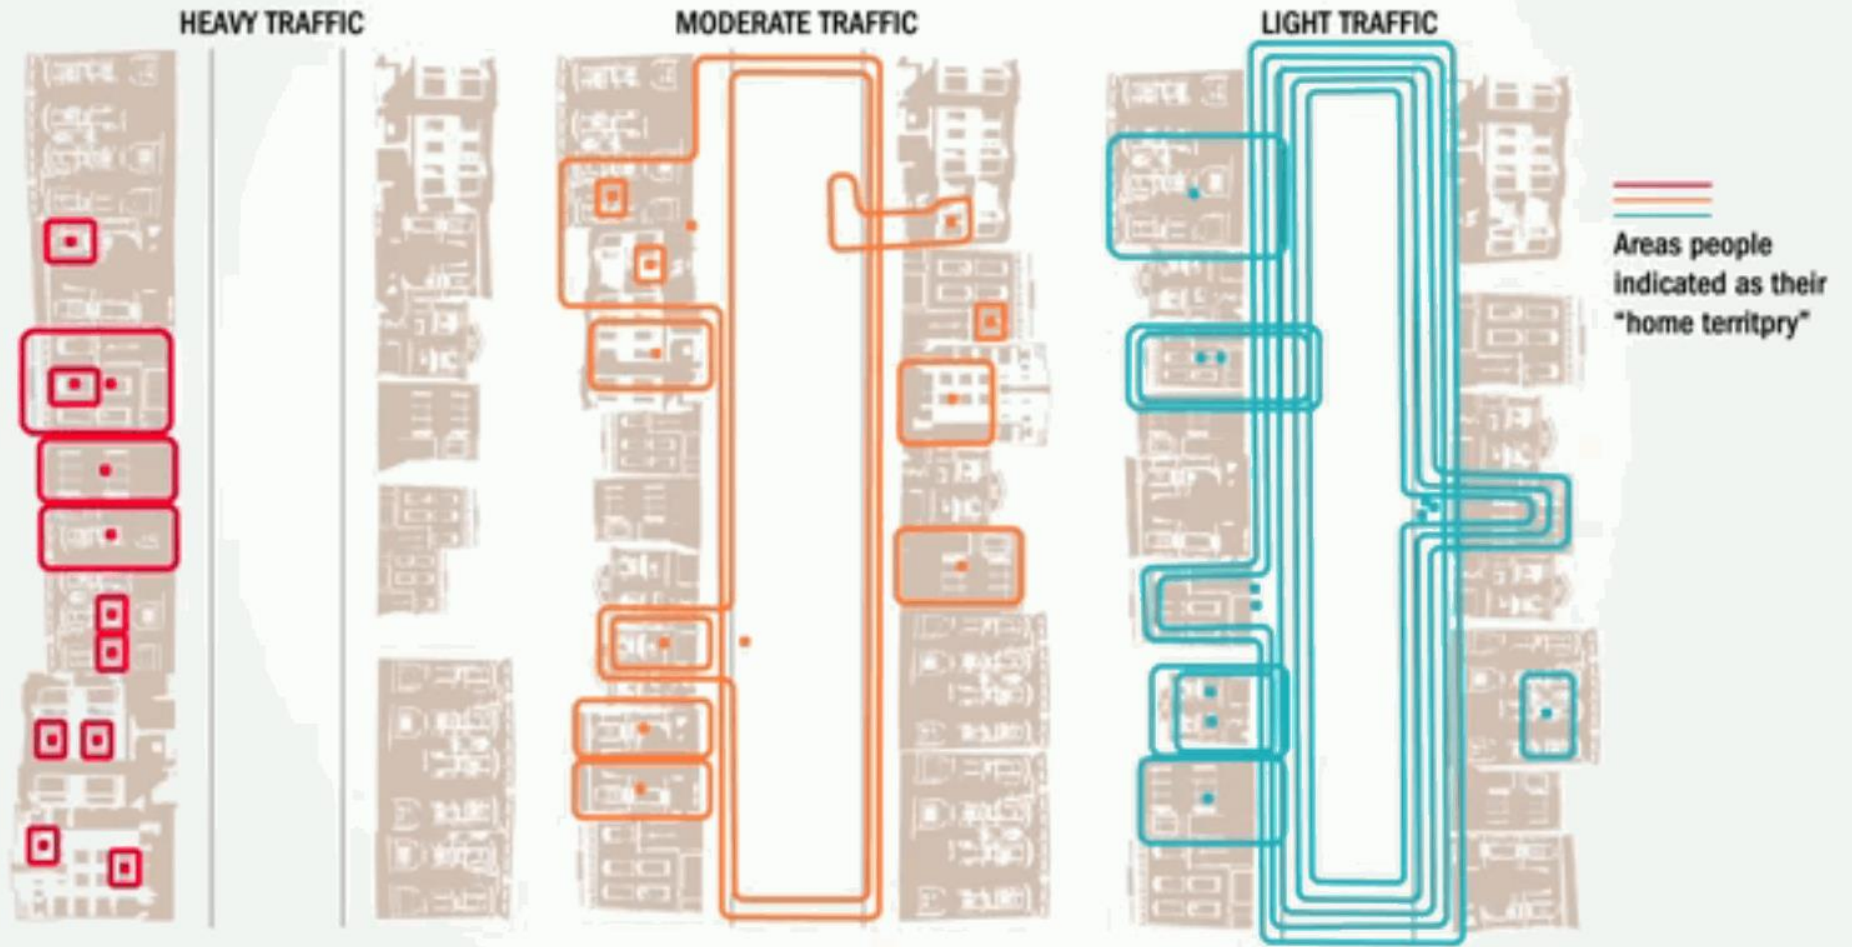 HEAVY TRAFFIC
MODERATE TRAFFIC
LIGHT TRAFFIC
Areas people
indicated as their
“home territpry”